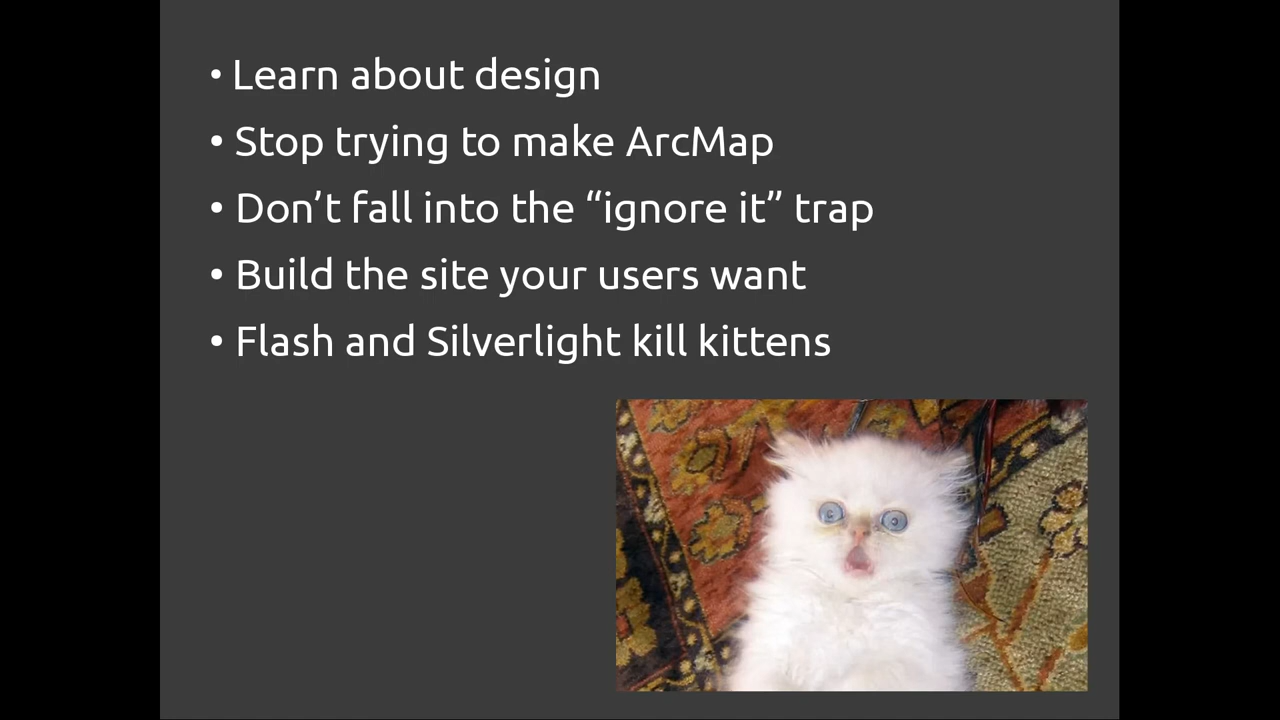 • Learn about design
• Stop trying to make ArcMap
• Don’t fall into the “ignore it” trap
• Build the site your users want
• Flash and Silverlight kill kittens